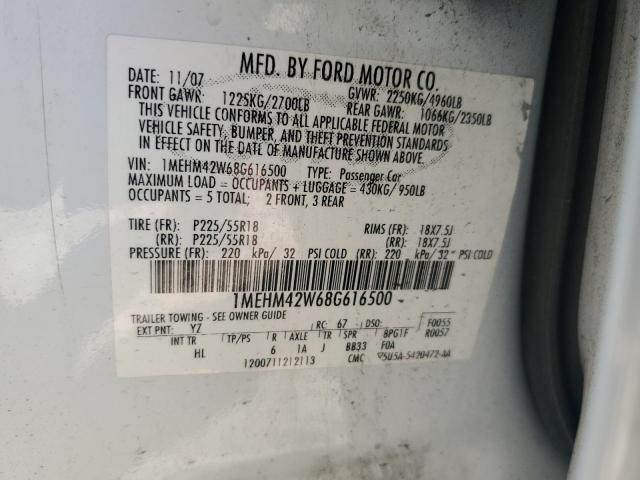 MFD. BY FORD MOTOR CO.
DATE: 11/07 GVWR: 2250KG/4960LB
FRONT GAWR: 1225KG/2700LB REAR GAWR: 1066KG/2350LB
THIS VEHICLE CONFORMS TO ALL APPLICABLE FEDERAL MOTOR
VEHICLE SAFETY, BUMPER, AND THEFT PREVENTION STANDARDS
IN EFFECT ON THE DATE OF MANUFACTURE SHOWN ABOVE.
VIN: 1MEHM42W68G616500 TYPE: Passenger Car
MAXIMUM LOAD = OCCUPANTS + LUGGAGE = 430KG/950LB
OCCUPANTS = 5 TOTAL; 2 FRONT, 3 REAR
TIRE (FR): P225/55R18 RIMS (FR): 18X7.5J
(RR): P225/55R18 (RR): 18X7.5J
PRESSURE (FR): 220 kPa/ 32 PSI COLD (RR): 220 kPa/ 32 PSI COLD
1MEHM42W68G616500
TRAILER TOWING - SEE OWNER GUIDE
EXT PNT: YZ RC: 67 DSO: F0055
INT TR TP/PS R AXLE TR SPR BPG1F R0057
HL 6 1A J BB33 F0A
1200711212113 CMC V5U5A-5420472-AA